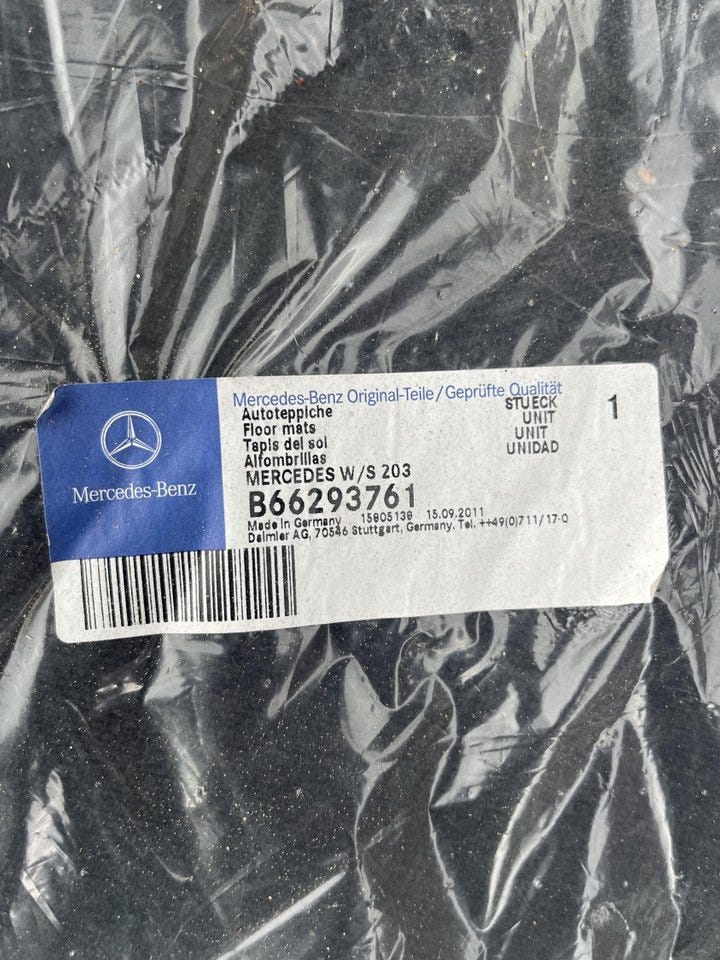 Mercedes-Benz Original-Teile/Geprüfte Qualität
Autoteppiche STUECK 1
Floor mats UNIT
Tapis del sol UNIT
Alfombrillas UNIDAD
MERCEDES W/S 203
B66293761
Made in Germany 15805130 15.09.2011
Daimler AG, 70546 Stuttgart, Germany, Tel. ++49(0)711/17-0
Mercedes-Benz